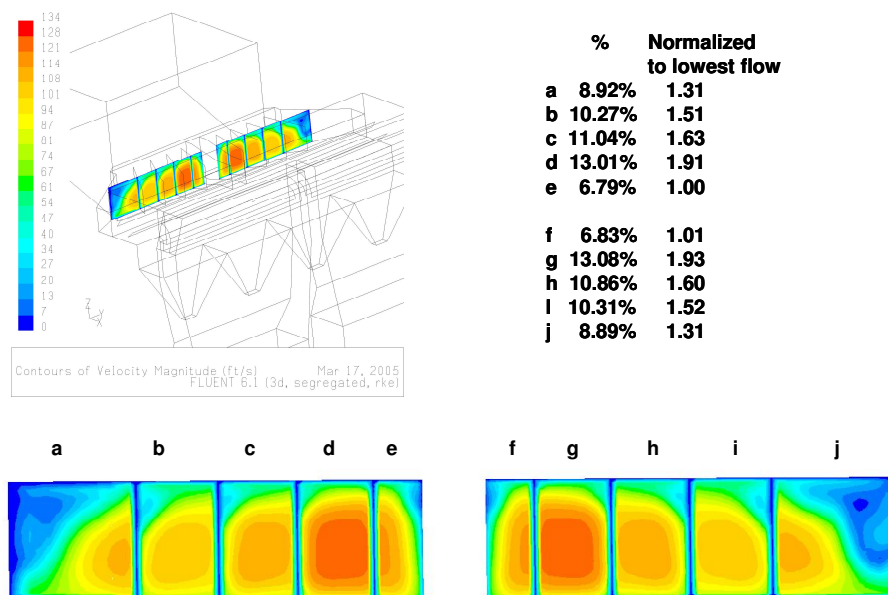 134
128
121
114
108
101
94
87
81
74
67
61
54
47
40
34
27
20
13
7
0
Z
Y
X
Contours of Velocity Magnitude (ft/s) Mar 17, 2005
FLUENT 6.1 (3d, segregated, rke)
% Normalized
to lowest flow
a 8.92% 1.31
b 10.27% 1.51
c 11.04% 1.63
d 13.01% 1.91
e 6.79% 1.00
f 6.83% 1.01
g 13.08% 1.93
h 10.86% 1.60
I 10.31% 1.52
j 8.89% 1.31
a b c d e f g h i j